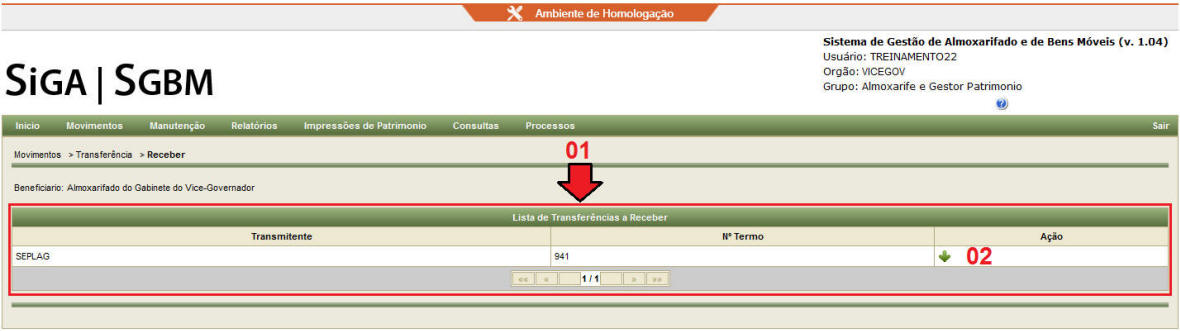 Ambiente de Homologação
Sistema de Gestão de Almoxarifado e de Bens Móveis (v. 1.04)
Usuário: TREINAMENTO22
Orgão: VICEGOV
Grupo: Almoxarife e Gestor Patrimonio
SIGA | SGBM
Inicio Movimentos Manutenção Relatórios Impressões de Patrimonio Consultas Processos Sair
Movimentos > Transferência > Receber
01
Beneficiario: Almoxarifado do Gabinete do Vice-Governador
Lista de Transferências a Receber
Transmitente Nº Termo Ação
SEPLAG 941 02
«« « 1 / 1 » »»